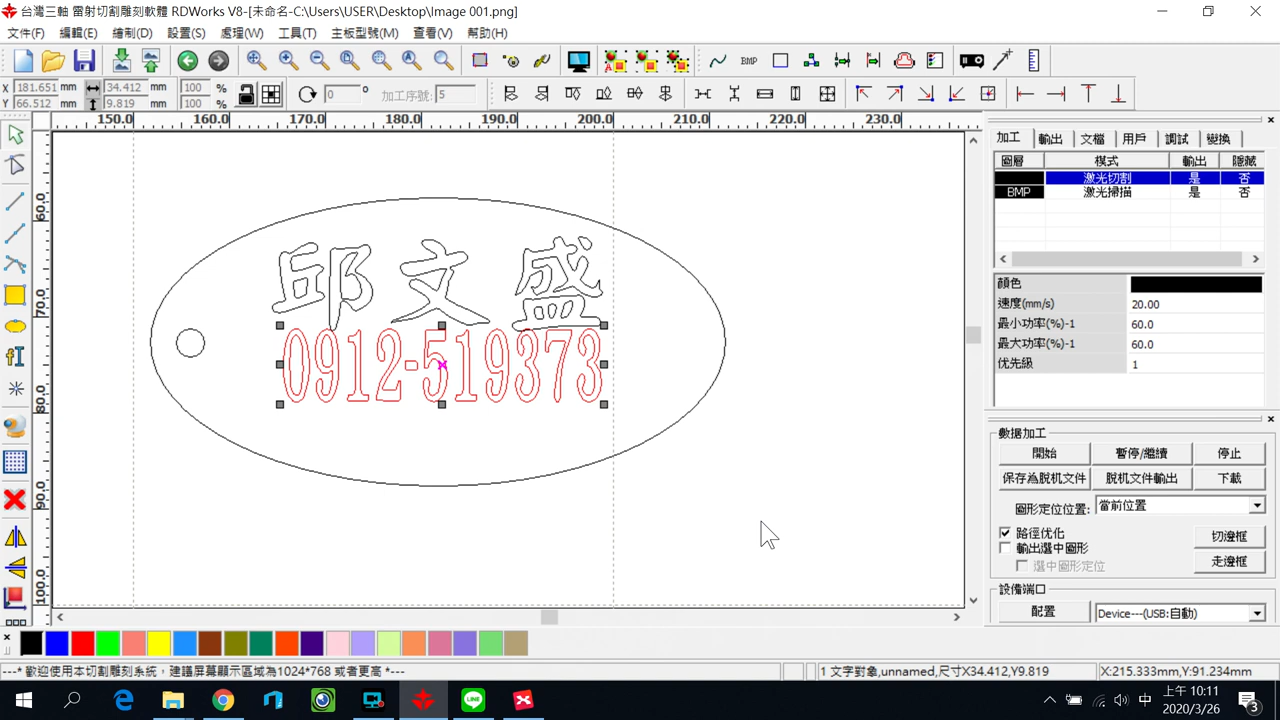 台灣三軸 雷射切割雕刻軟體 RDWorks V8-[未命名-C:\Users\USER\Desktop\Image 001.png]
文件(F) 編輯(E) 繪制(D) 設置(S) 處理(W) 工具(T) 主板型號(M) 查看(V) 幫助(H)
BMP
X 181.651 mm 34.412 mm 100 %
Y 66.512 mm 9.819 mm 100 %
0 ° 加工序號: 5
150.0 160.0 170.0 180.0 190.0 200.0 210.0 220.0 230.0
60.0
70.0
80.0
90.0
100.0
邱文盛
0912-519373
加工 輸出 文檔 用戶 調試 變換
圖層 模式 輸出 隱藏
激光切割 是 否
BMP 激光掃描 是 否
顏色
速度(mm/s) 20.00
最小功率(%)-1 60.0
最大功率(%)-1 60.0
优先級 1
數据加工
開始 暫停/繼續 停止
保存為脫机文件 脫机文件輸出 下載
圖形定位位置: 當前位置
路徑优化 切邊框
輸出選中圖形
選中圖形定位 走邊框
設備端口
配置 Device---(USB:自動)
---* 歡迎使用本切割雕刻系統，建議屏幕顯示區域為1024*768 或者更高 *---
1 文字對象,unnamed,尺寸X34.412,Y9.819
X:215.333mm,Y:91.234mm
中
上午 10:11
2020/3/26
3